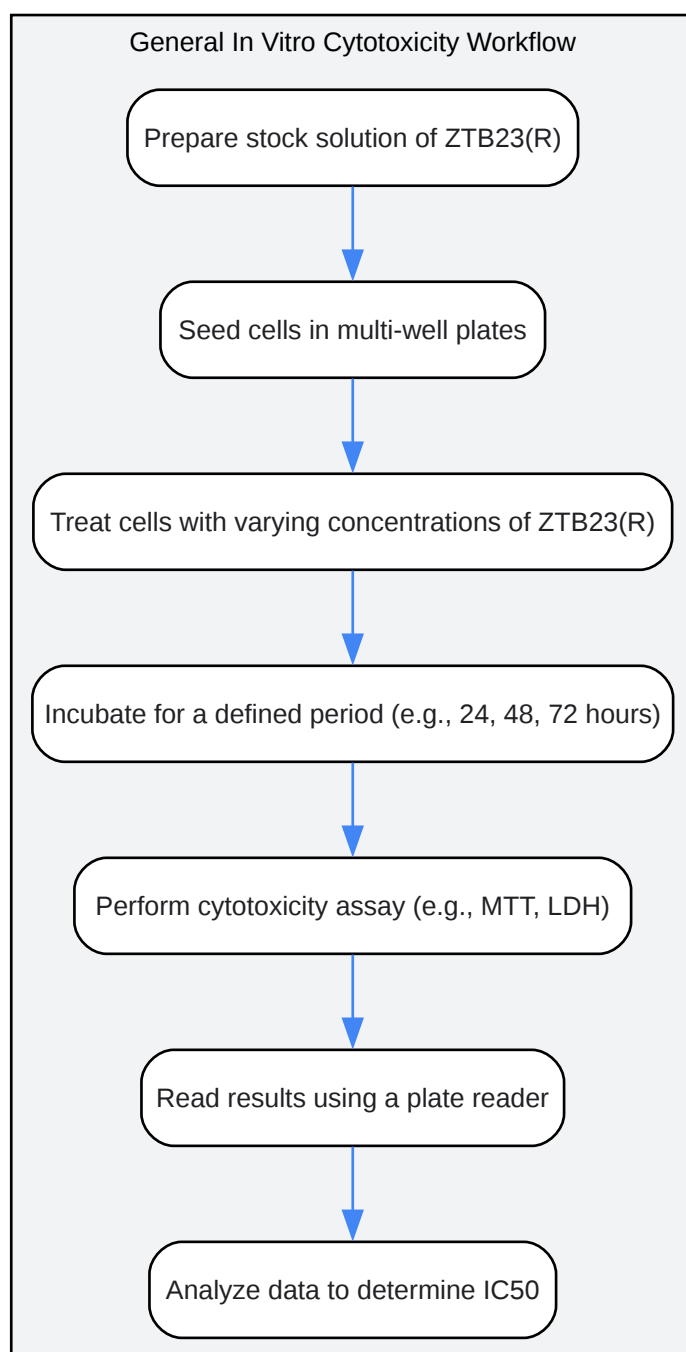 General In Vitro Cytotoxicity Workflow
Prepare stock solution of ZTB23(R)
Seed cells in multi-well plates
Treat cells with varying concentrations of ZTB23(R)
Incubate for a defined period (e.g., 24, 48, 72 hours)
Perform cytotoxicity assay (e.g., MTT, LDH)
Read results using a plate reader
Analyze data to determine IC50